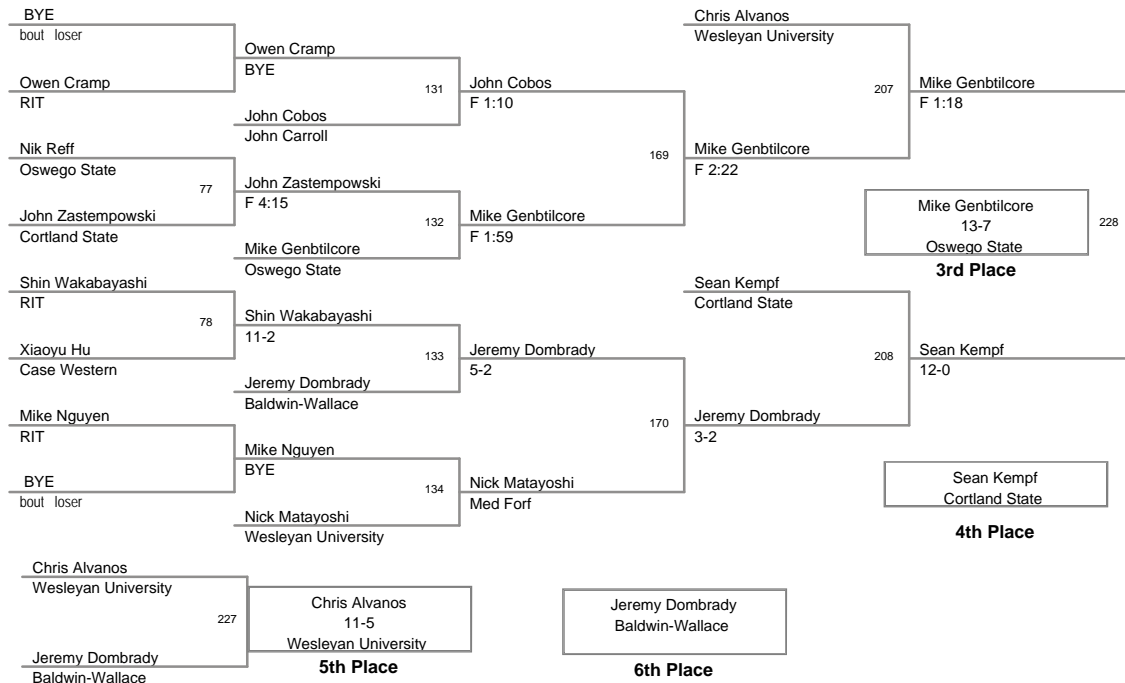 BYE
bout loser
Owen Cramp
RIT
Nik Reff
Oswego State
77
John Zastempowski
Cortland State
Shin Wakabayashi
RIT
78
Xiaoyu Hu
Case Western
Mike Nguyen
RIT
BYE
bout loser
Owen Cramp
BYE
131
John Cobos
John Carroll
John Zastempowski
F 4:15
132
Mike Genbtilcore
Oswego State
Shin Wakabayashi
11-2
133
Jeremy Dombrady
Baldwin-Wallace
Mike Nguyen
BYE
134
Nick Matayoshi
Wesleyan University
John Cobos
F 1:10
169
Mike Genbtilcore
F 1:59
Jeremy Dombrady
5-2
170
Nick Matayoshi
Med Forf
Chris Alvanos
Wesleyan University
207
Mike Genbtilcore
F 2:22
Sean Kempf
Cortland State
208
Jeremy Dombrady
3-2
Mike Genbtilcore
F 1:18
Mike Genbtilcore
13-7
Oswego State
228
3rd Place
Sean Kempf
12-0
Sean Kempf
Cortland State
4th Place
Chris Alvanos
Wesleyan University
227
Jeremy Dombrady
Baldwin-Wallace
Chris Alvanos
11-5
Wesleyan University
5th Place
Jeremy Dombrady
Baldwin-Wallace
6th Place